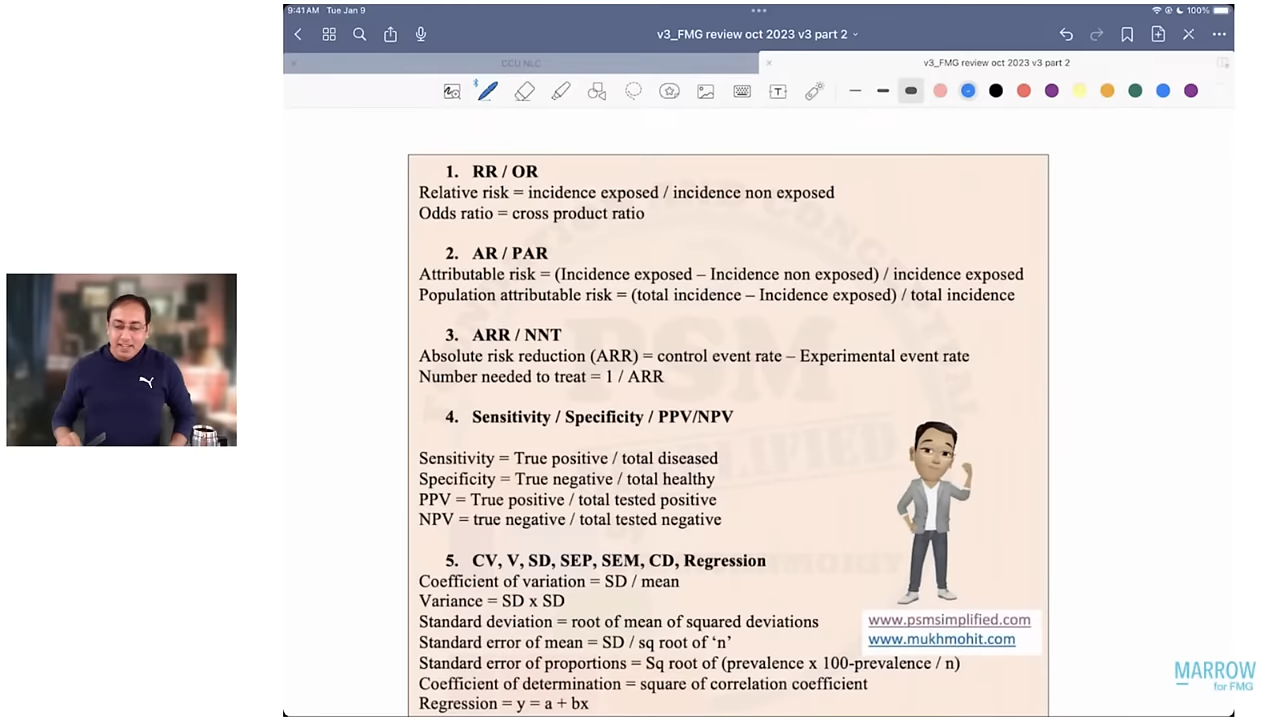 9:41 AM Tue Jan 9
100%
v3_FMG review oct 2023 v3 part 2
CCU NLC
v3_FMG review oct 2023 v3 part 2
1. RR / OR
Relative risk = incidence exposed / incidence non exposed
Odds ratio = cross product ratio
2. AR / PAR
Attributable risk = (Incidence exposed – Incidence non exposed) / incidence exposed
Population attributable risk = (total incidence – Incidence exposed) / total incidence
3. ARR / NNT
Absolute risk reduction (ARR) = control event rate – Experimental event rate
Number needed to treat = 1 / ARR
4. Sensitivity / Specificity / PPV/NPV
Sensitivity = True positive / total diseased
Specificity = True negative / total healthy
PPV = True positive / total tested positive
NPV = true negative / total tested negative
5. CV, V, SD, SEP, SEM, CD, Regression
Coefficient of variation = SD / mean
Variance = SD x SD
Standard deviation = root of mean of squared deviations
Standard error of mean = SD / sq root of ‘n’
Standard error of proportions = Sq root of (prevalence x 100-prevalence / n)
Coefficient of determination = square of correlation coefficient
Regression = y = a + bx
www.psmsimplified.com
www.mukhmohit.com
MARROW
for FMG
PSM